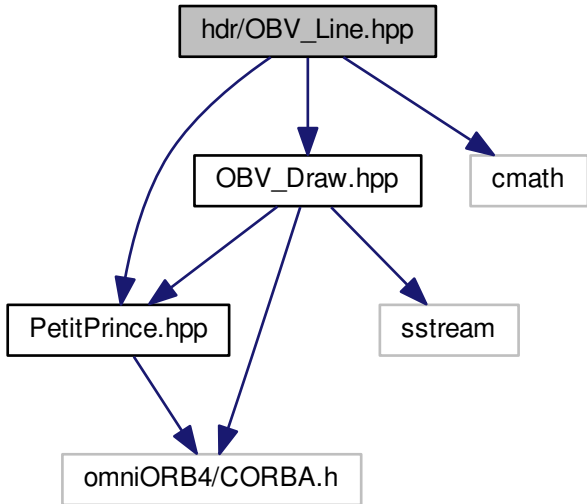 hdr/OBV_Line.hpp
OBV_Draw.hpp
cmath
PetitPrince.hpp
sstream
omniORB4/CORBA.h